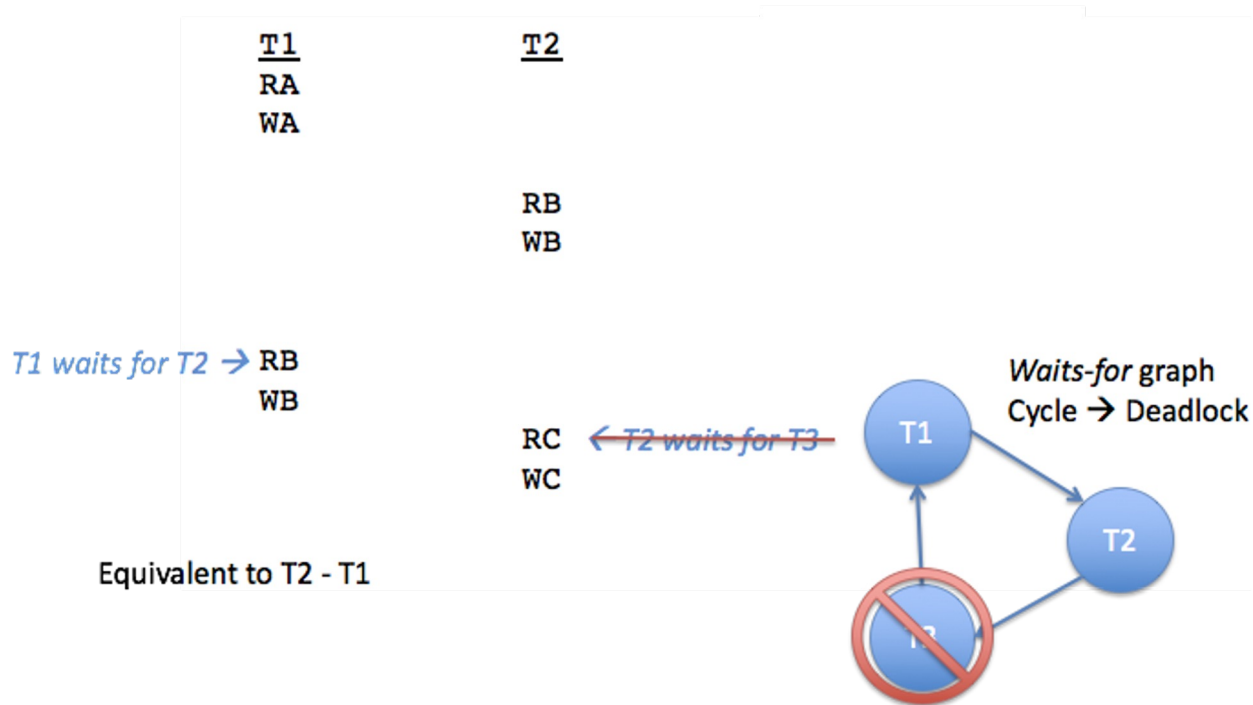 T1 T2
RA
WA
RB
WB
T1 waits for T2 → RB
WB
RC ← T2 waits for T3
WC
Equivalent to T2 - T1
Waits-for graph
Cycle → Deadlock
T1
T2
T3